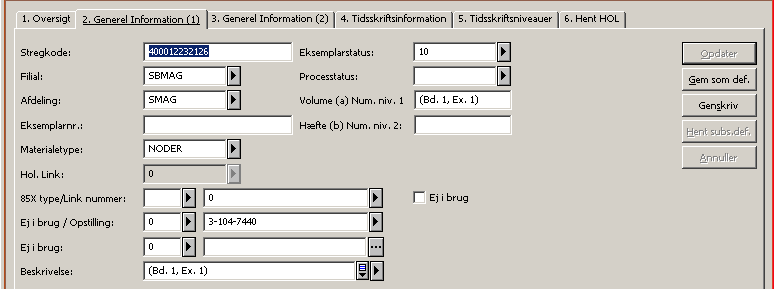 1. Oversigt 2. Generel Information (1) 3. Generel Information (2) 4. Tidsskriftsinformation 5. Tidsskriftsniveauer 6. Hent HOL
Stregkode: 400012232126 Eksemplarstatus: 10 Opdater
Filial: SBMAG Processtatus: Gem som def.
Afdeling: SMAG Volume (a) Num. niv. 1 (Bd. 1, Ex. 1) Genskriv
Eksemplarnr.: Hæfte (b) Num. niv. 2: Hent subs.def.
Materialetype: NODER Annuller
Hol. Link: 0
85X type/Link nummer: 0 Ej i brug
Ej i brug / Opstilling: 0 3-104-7440
Ej i brug: 0 ...
Beskrivelse: (Bd. 1, Ex. 1)